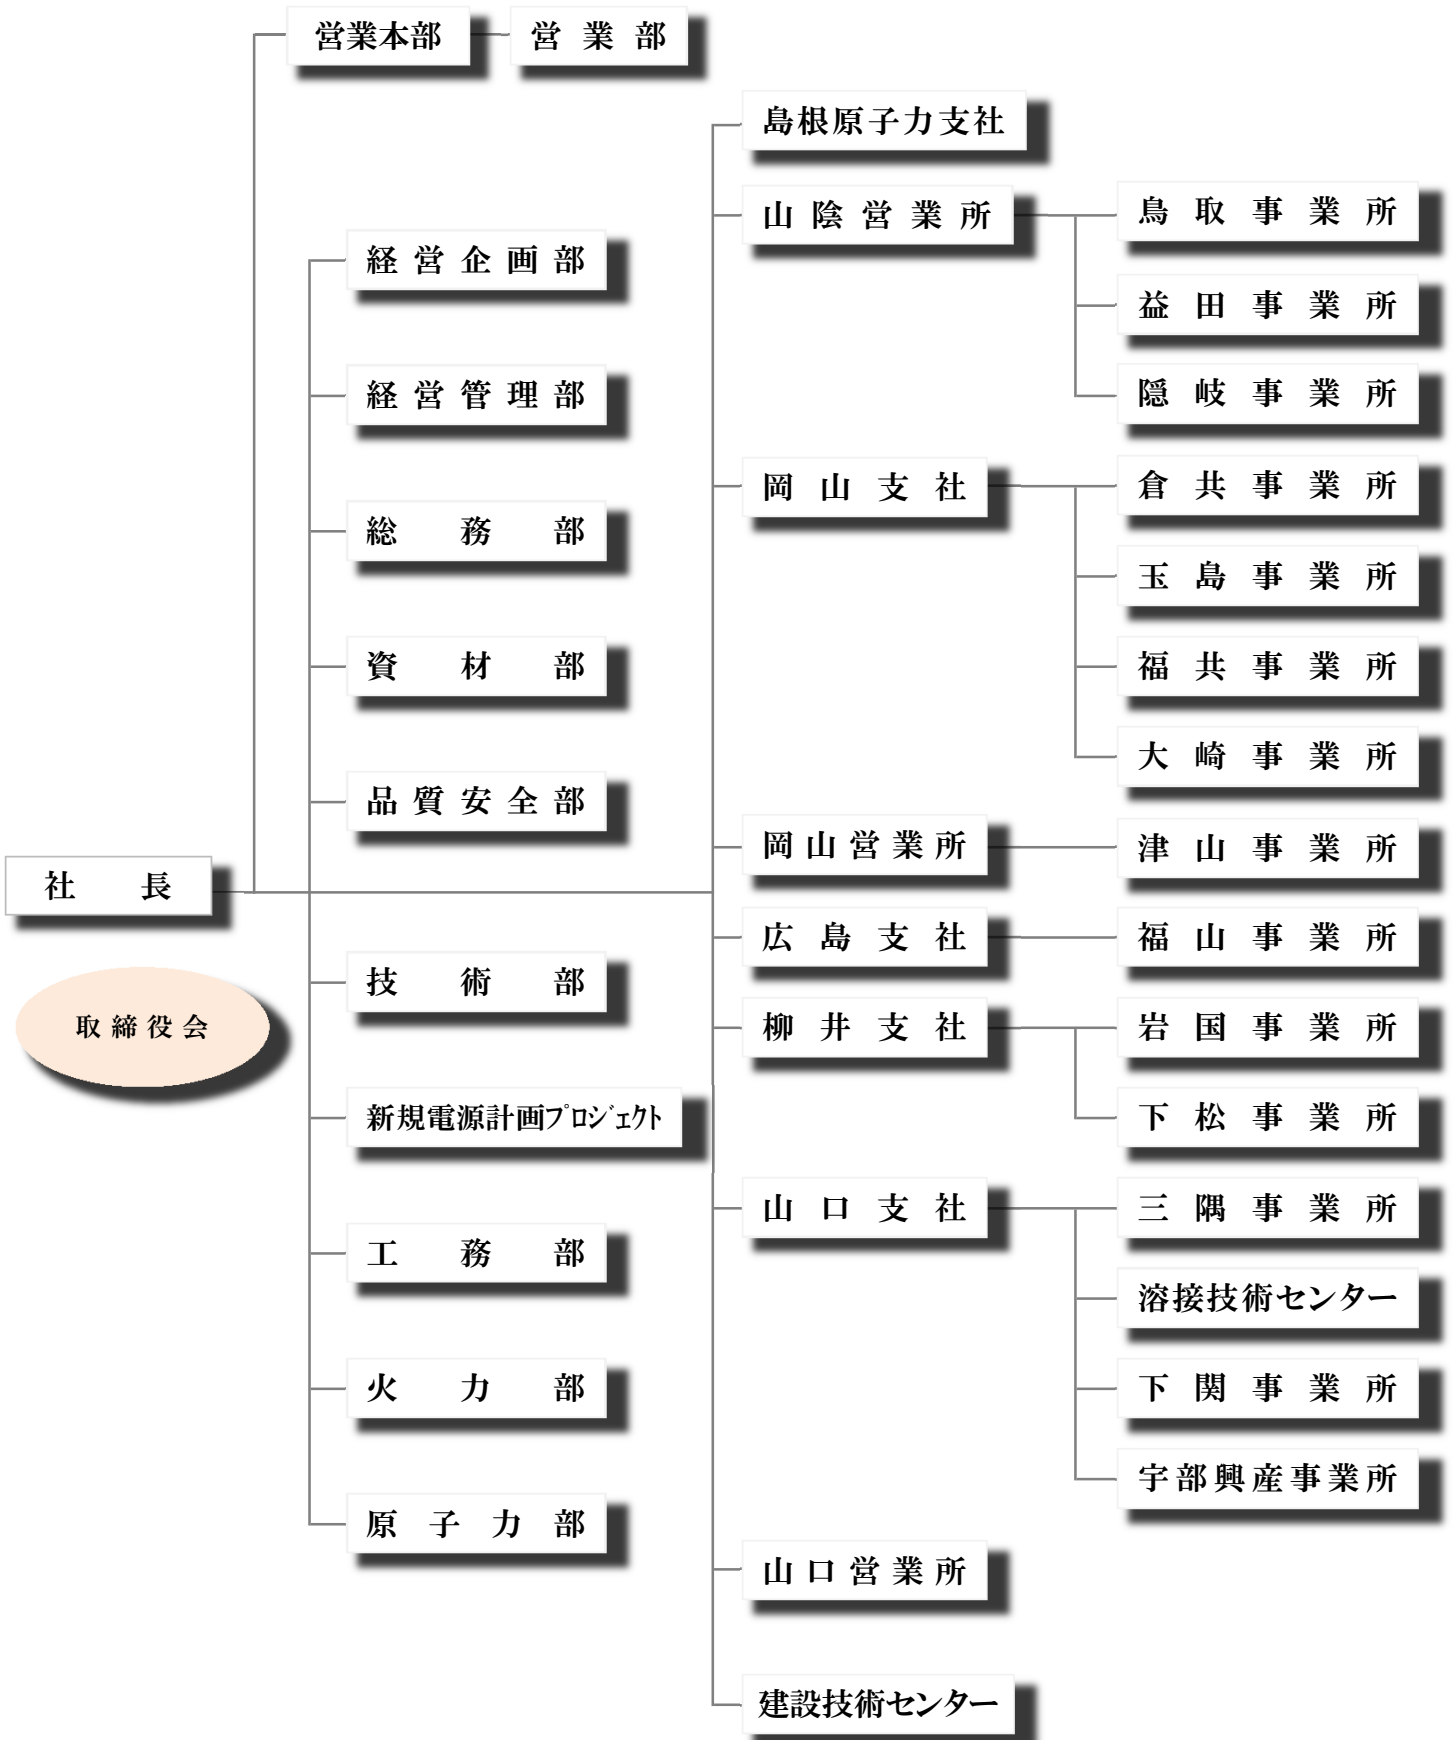 営業本部
営業部
島根原子力支社
山陰営業所
鳥取事業所
益田事業所
隠岐事業所
経営企画部
経営管理部
総務部
資材部
品質安全部
岡山支社
倉共事業所
玉島事業所
福共事業所
大崎事業所
岡山営業所
津山事業所
社長
取締役会
広島支社
福山事業所
技術部
新規電源計画プロジェクト
工務部
火力部
原子力部
柳井支社
岩国事業所
下松事業所
山口支社
三隅事業所
溶接技術センター
下関事業所
宇部興産事業所
山口営業所
建設技術センター